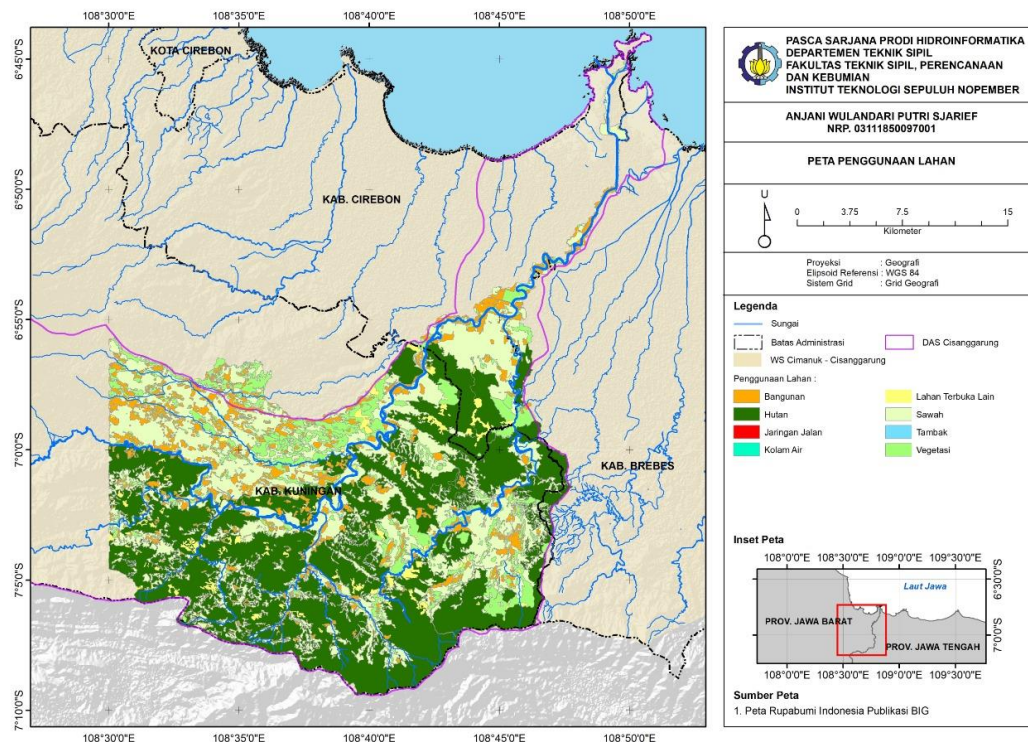 108°30'0"E 108°35'0"E 108°40'0"E 108°45'0"E 108°50'0"E
6°45'0"S
6°50'0"S
6°55'0"S
7°0'0"S
7°5'0"S
7°10'0"S
KOTA CIREBON
KAB. CIREBON
KAB. BREBES
KAB. KUNINGAN
108°30'0"E 108°35'0"E 108°40'0"E 108°45'0"E 108°50'0"E
PASCA SARJANA PRODI HIDROINFORMATIKA
DEPARTEMEN TEKNIK SIPIL
FAKULTAS TEKNIK SIPIL, PERENCANAAN
DAN KEBUMIAN
INSTITUT TEKNOLOGI SEPULUH NOPEMBER
ANJANI WULANDARI PUTRI SJARIEF
NRP. 03111850097001
PETA PENGGUNAAN LAHAN
U
0 3.75 7.5 15
Kilometer
Proyeksi : Geografi
Elipsoid Referensi : WGS 84
Sistem Grid : Grid Geografi
Legenda
Sungai
Batas Administrasi DAS Cisanggarung
WS Cimanuk - Cisanggarung
Penggunaan Lahan :
Bangunan Lahan Terbuka Lain
Hutan Sawah
Jaringan Jalan Tambak
Kolam Air Vegetasi
Inset Peta
108°0'0"E 108°30'0"E 109°0'0"E 109°30'0"E
6°30'0"S
7°0'0"S
Laut Jawa
PROV. JAWA BARAT
PROV. JAWA TENGAH
108°0'0"E 108°30'0"E 109°0'0"E 109°30'0"E
Sumber Peta
1. Peta Rupabumi Indonesia Publikasi BIG